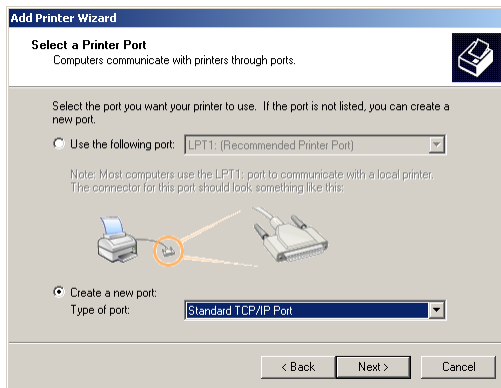 Add Printer Wizard
Select a Printer Port
Computers communicate with printers through ports.
Select the port you want your printer to use. If the port is not listed, you can create a
new port.
Use the following port: LPT1: (Recommended Printer Port)
Note: Most computers use the LPT1: port to communicate with a local printer.
The connector for this port should look something like this:
Create a new port:
Type of port: Standard TCP/IP Port
< Back Next > Cancel